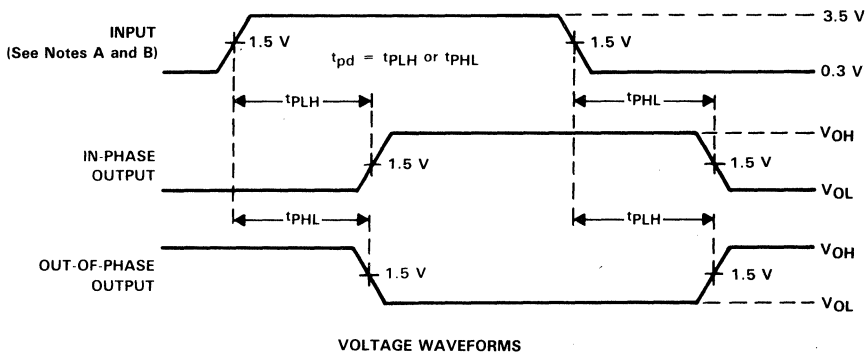 INPUT
(See Notes A and B)
1.5 V
tpd = tPLH or tPHL
1.5 V
3.5 V
0.3 V
tPLH
tPHL
IN-PHASE
OUTPUT
1.5 V
1.5 V
VOH
VOL
tPHL
tPLH
OUT-OF-PHASE
OUTPUT
1.5 V
1.5 V
VOH
VOL
VOLTAGE WAVEFORMS